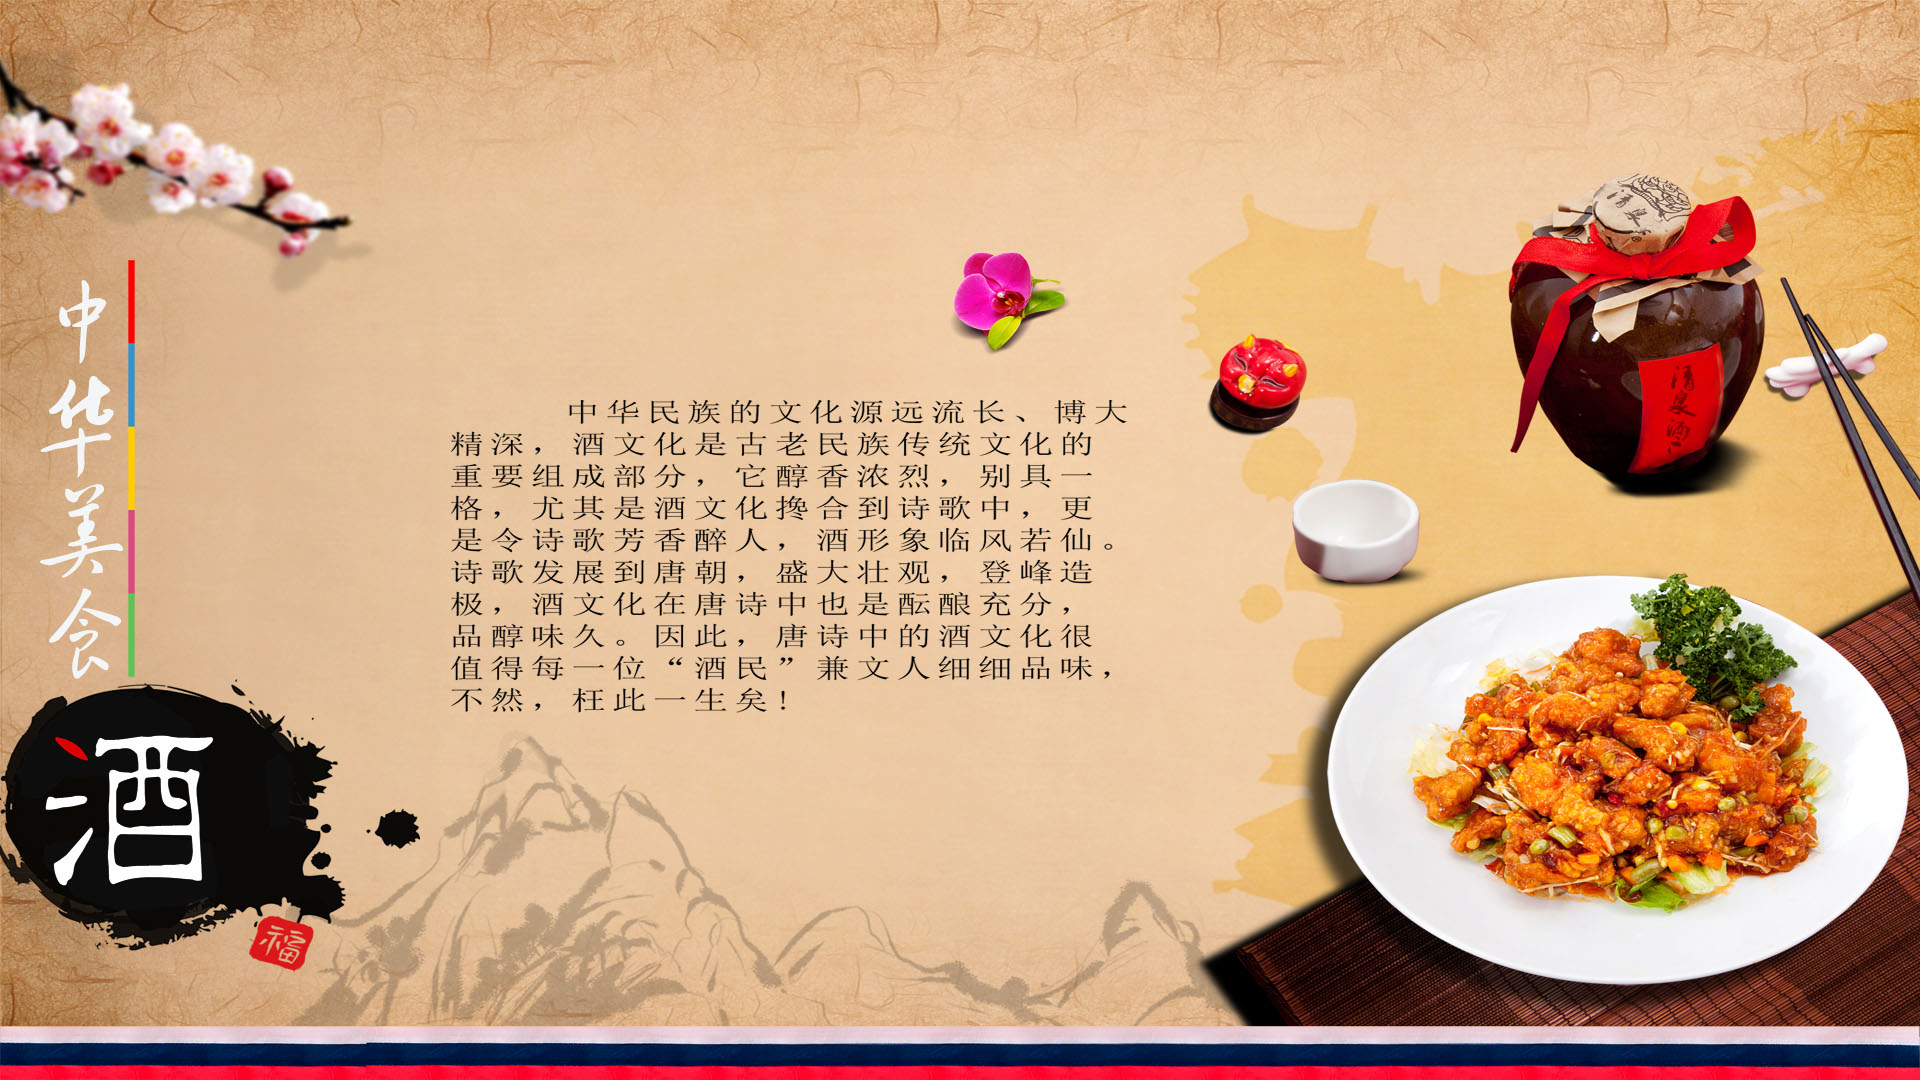 中华美食
酒
福
中华民族的文化源远流长、博大
精深，酒文化是古老民族传统文化的
重要组成部分，它醇香浓烈，别具一
格，尤其是酒文化搀合到诗歌中，更
是令诗歌芳香醉人，酒形象临风若仙。
诗歌发展到唐朝，盛大壮观，登峰造
极，酒文化在唐诗中也是酝酿充分，
品醇味久。因此，唐诗中的酒文化很
值得每一位“酒民”兼文人细细品味，
不然，枉此一生矣!
清泉
清泉酒